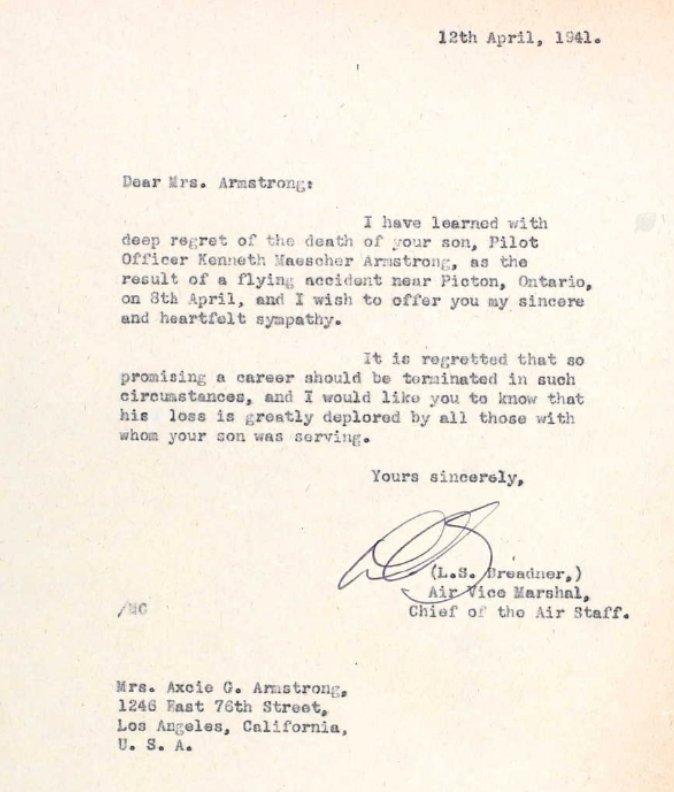 12th April, 1941.
Dear Mrs. Armstrong:
I have learned with
deep regret of the death of your son, Pilot
Officer Kenneth Maescher Armstrong, as the
result of a flying accident near Picton, Ontario,
on 8th April, and I wish to offer you my sincere
and heartfelt sympathy.
It is regretted that so
promising a career should be terminated in such
circumstances, and I would like you to know that
his loss is greatly deplored by all those with
whom your son was serving.
Yours sincerely,
(L.S. Breadner,)
Air Vice Marshal,
Chief of the Air Staff.
Mrs. Axcie G. Armstrong,
1246 East 76th Street,
Los Angeles, California,
U. S. A.